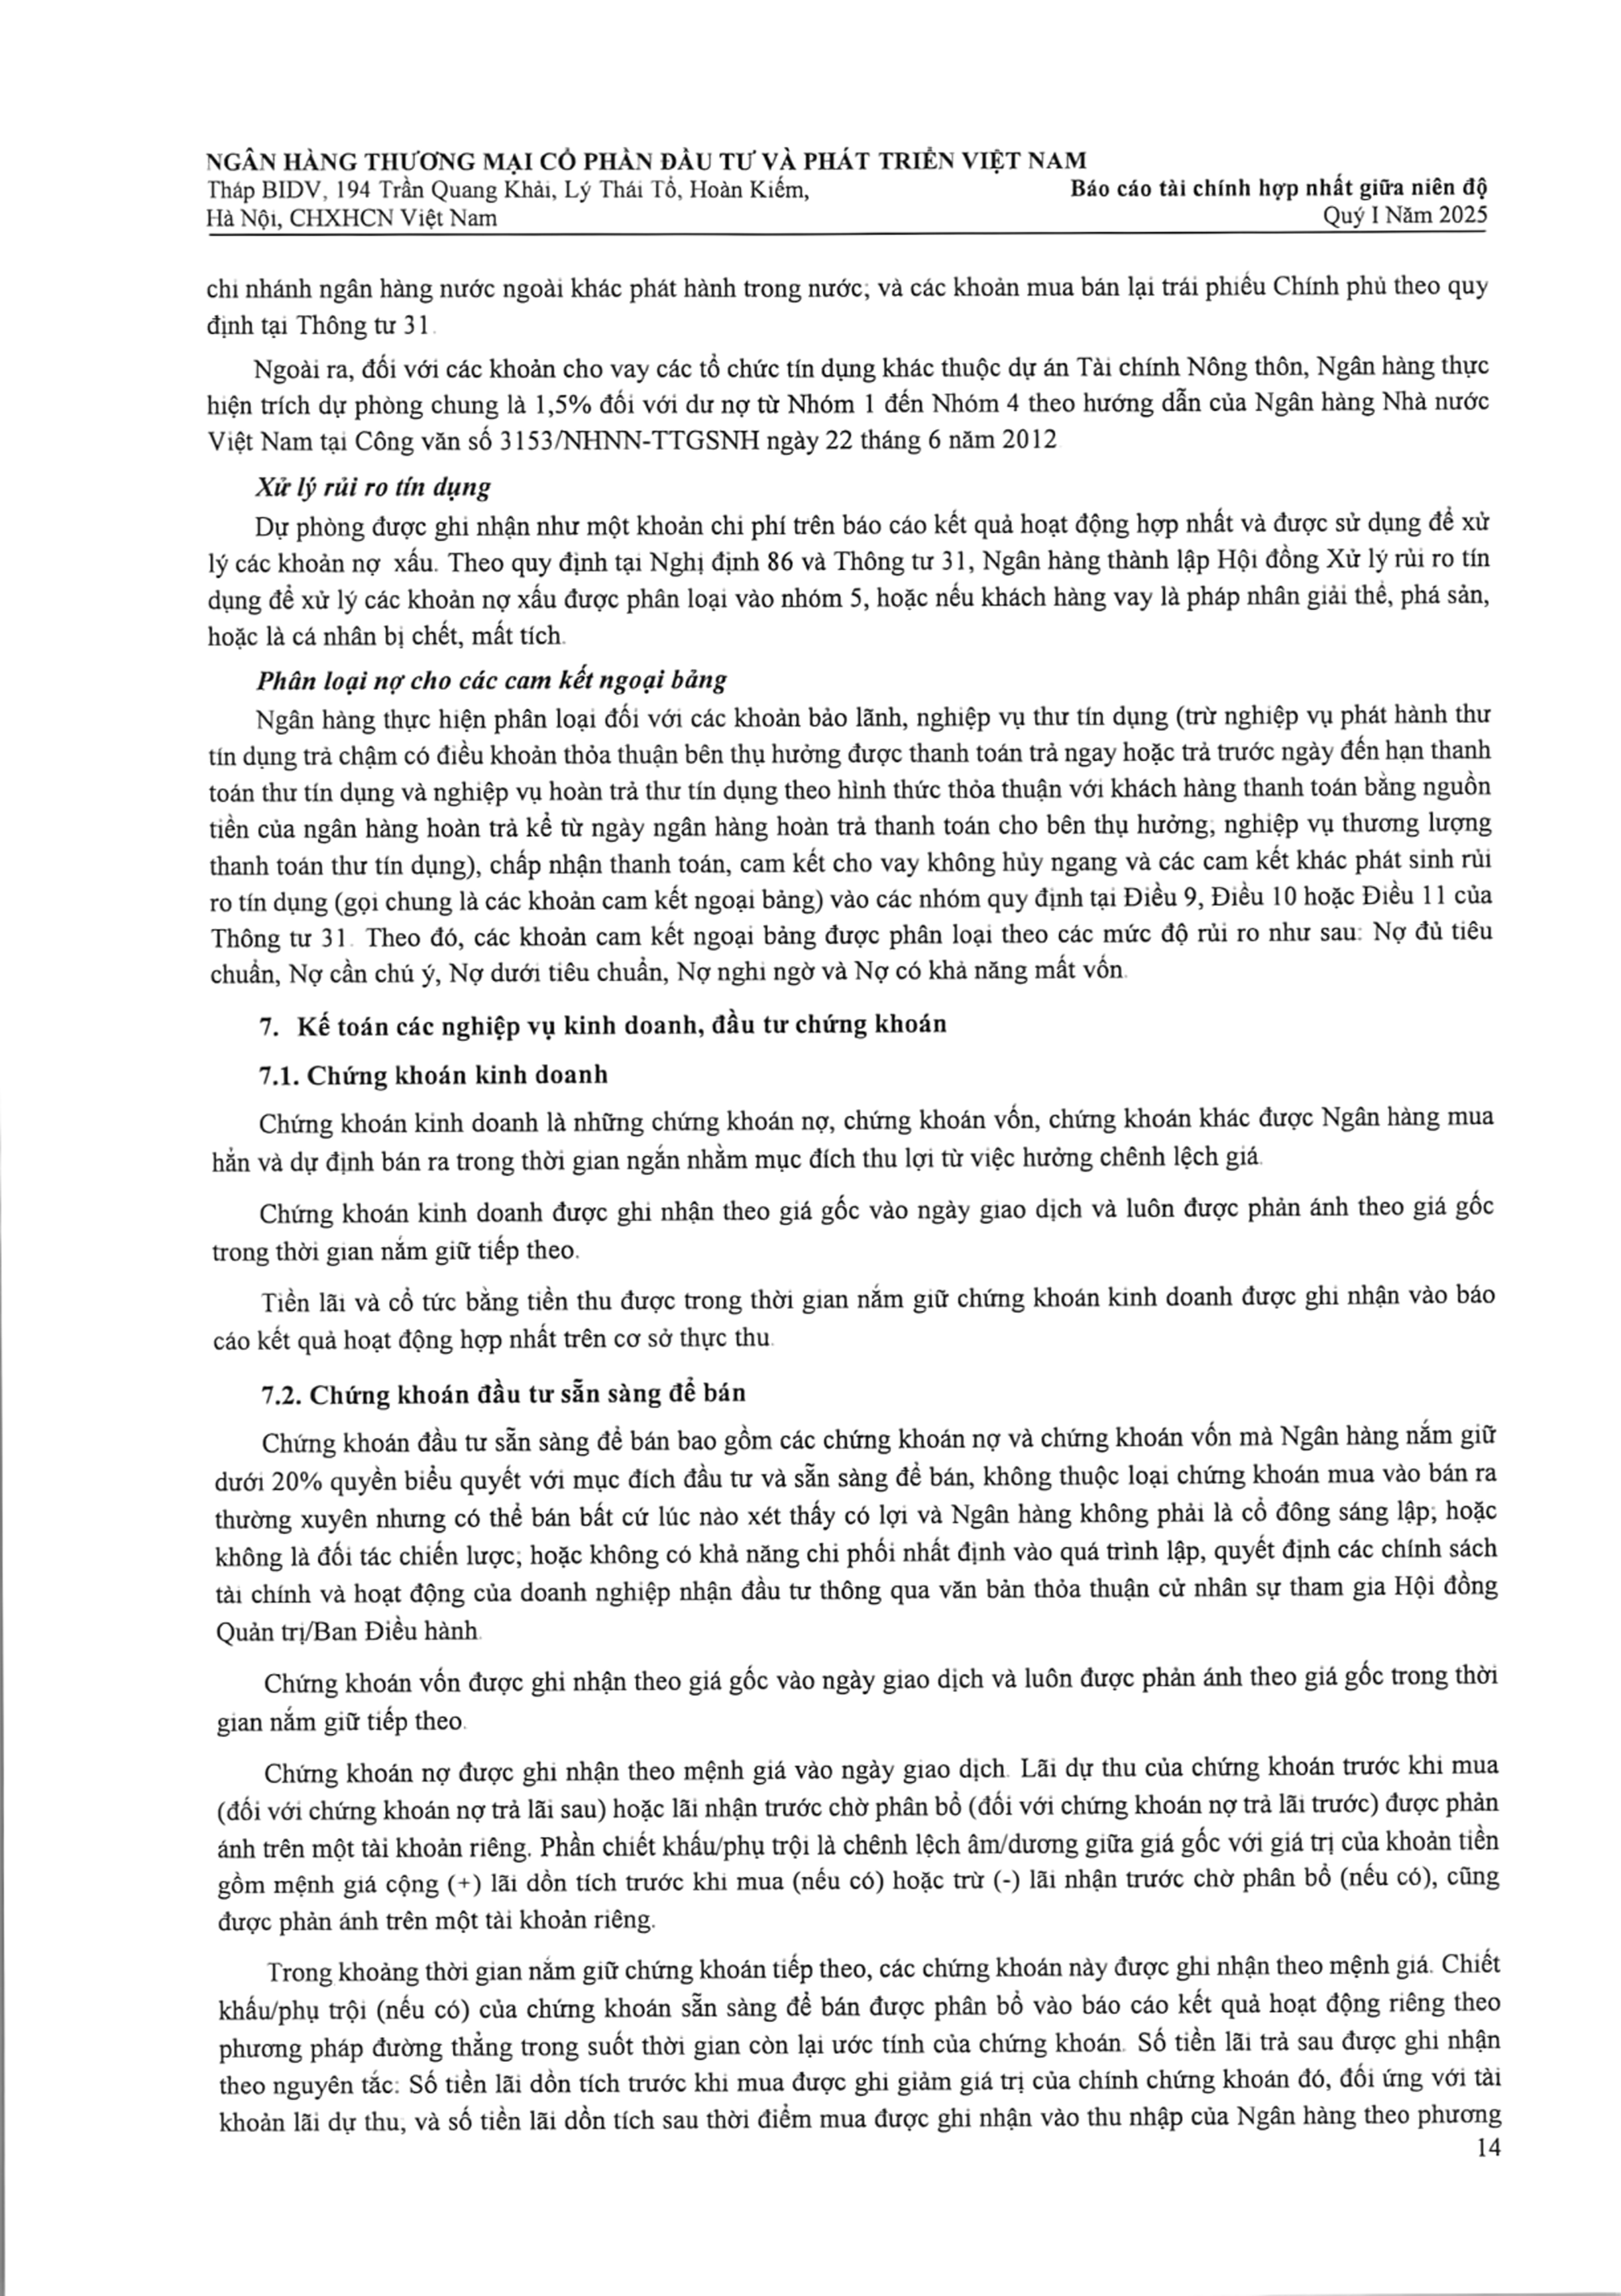 NGÂN HÀNG THƯƠNG MẠI CỔ PHẦN ĐẦU TƯ VÀ PHÁT TRIỂN VIỆT NAM
Tháp BIDV, 194 Trần Quang Khải, Lý Thái Tổ, Hoàn Kiếm,
Báo cáo tài chính hợp nhất giữa niên độ
Hà Nội, CHXHCN Việt Nam
Quý I Năm 2025
chi nhánh ngân hàng nước ngoài khác phát hành trong nước; và các khoản mua bán lại trái phiếu Chính phủ theo quy
định tại Thông tư 31.
Ngoài ra, đối với các khoản cho vay các tổ chức tín dụng khác thuộc dự án Tài chính Nông thôn, Ngân hàng thực
hiện trích dự phòng chung là 1,5% đối với dư nợ từ Nhóm 1 đến Nhóm 4 theo hướng dẫn của Ngân hàng Nhà nước
Việt Nam tại Công văn số 3153/NHNN-TTGSNH ngày 22 tháng 6 năm 2012
Xử lý rủi ro tín dụng
Dự phòng được ghi nhận như một khoản chi phí trên báo cáo kết quả hoạt động hợp nhất và được sử dụng để xử
lý các khoản nợ xấu. Theo quy định tại Nghị định 86 và Thông tư 31, Ngân hàng thành lập Hội đồng Xử lý rủi ro tín
dụng để xử lý các khoản nợ xấu được phân loại vào nhóm 5, hoặc nếu khách hàng vay là pháp nhân giải thể, phá sản,
hoặc là cá nhân bị chết, mất tích.
Phân loại nợ cho các cam kết ngoại bảng
Ngân hàng thực hiện phân loại đối với các khoản bảo lãnh, nghiệp vụ thư tín dụng (trừ nghiệp vụ phát hành thư
tín dụng trả chậm có điều khoản thỏa thuận bên thụ hưởng được thanh toán trả ngay hoặc trả trước ngày đến hạn thanh
toán thư tín dụng và nghiệp vụ hoàn trả thư tín dụng theo hình thức thỏa thuận với khách hàng thanh toán bằng nguồn
tiền của ngân hàng hoàn trả kể từ ngày ngân hàng hoàn trả thanh toán cho bên thụ hưởng; nghiệp vụ thương lượng
thanh toán thư tín dụng), chấp nhận thanh toán, cam kết cho vay không hủy ngang và các cam kết khác phát sinh rủi
ro tín dụng (gọi chung là các khoản cam kết ngoại bảng) vào các nhóm quy định tại Điều 9, Điều 10 hoặc Điều 11 của
Thông tư 31. Theo đó, các khoản cam kết ngoại bảng được phân loại theo các mức độ rủi ro như sau: Nợ đủ tiêu
chuẩn, Nợ cần chú ý, Nợ dưới tiêu chuẩn, Nợ nghi ngờ và Nợ có khả năng mất vốn.
7. Kế toán các nghiệp vụ kinh doanh, đầu tư chứng khoán
7.1. Chứng khoán kinh doanh
Chứng khoán kinh doanh là những chứng khoán nợ, chứng khoán vốn, chứng khoán khác được Ngân hàng mua
hẳn và dự định bán ra trong thời gian ngắn nhằm mục đích thu lợi từ việc hưởng chênh lệch giá.
Chứng khoán kinh doanh được ghi nhận theo giá gốc vào ngày giao dịch và luôn được phản ánh theo giá gốc
trong thời gian nắm giữ tiếp theo.
Tiền lãi và cổ tức bằng tiền thu được trong thời gian nắm giữ chứng khoán kinh doanh được ghi nhận vào báo
cáo kết quả hoạt động hợp nhất trên cơ sở thực thu.
7.2. Chứng khoán đầu tư sẵn sàng để bán
Chứng khoán đầu tư sẵn sàng để bán bao gồm các chứng khoán nợ và chứng khoán vốn mà Ngân hàng nắm giữ
dưới 20% quyền biểu quyết với mục đích đầu tư và sẵn sàng để bán, không thuộc loại chứng khoán mua vào bán ra
thường xuyên nhưng có thể bán bất cứ lúc nào xét thấy có lợi và Ngân hàng không phải là cổ đông sáng lập; hoặc
không là đối tác chiến lược; hoặc không có khả năng chi phối nhất định vào quá trình lập, quyết định các chính sách
tài chính và hoạt động của doanh nghiệp nhận đầu tư thông qua văn bản thỏa thuận cử nhân sự tham gia Hội đồng
Quản trị/Ban Điều hành.
Chứng khoán vốn được ghi nhận theo giá gốc vào ngày giao dịch và luôn được phản ánh theo giá gốc trong thời
gian nắm giữ tiếp theo.
Chứng khoán nợ được ghi nhận theo mệnh giá vào ngày giao dịch. Lãi dự thu của chứng khoán trước khi mua
(đối với chứng khoán nợ trả lãi sau) hoặc lãi nhận trước chờ phân bổ (đối với chứng khoán nợ trả lãi trước) được phản
ánh trên một tài khoản riêng. Phần chiết khấu/phụ trội là chênh lệch âm/dương giữa giá gốc với giá trị của khoản tiền
gồm mệnh giá cộng (+) lãi dồn tích trước khi mua (nếu có) hoặc trừ (-) lãi nhận trước chờ phân bổ (nếu có), cũng
được phản ánh trên một tài khoản riêng.
Trong khoảng thời gian nắm giữ chứng khoán tiếp theo, các chứng khoán này được ghi nhận theo mệnh giá. Chiết
khấu/phụ trội (nếu có) của chứng khoán sẵn sàng để bán được phân bổ vào báo cáo kết quả hoạt động riêng theo
phương pháp đường thẳng trong suốt thời gian còn lại ước tính của chứng khoán. Số tiền lãi trả sau được ghi nhận
theo nguyên tắc: Số tiền lãi dồn tích trước khi mua được ghi giảm giá trị của chính chứng khoán đó, đối ứng với tài
khoản lãi dự thu; và số tiền lãi dồn tích sau thời điểm mua được ghi nhận vào thu nhập của Ngân hàng theo phương
14